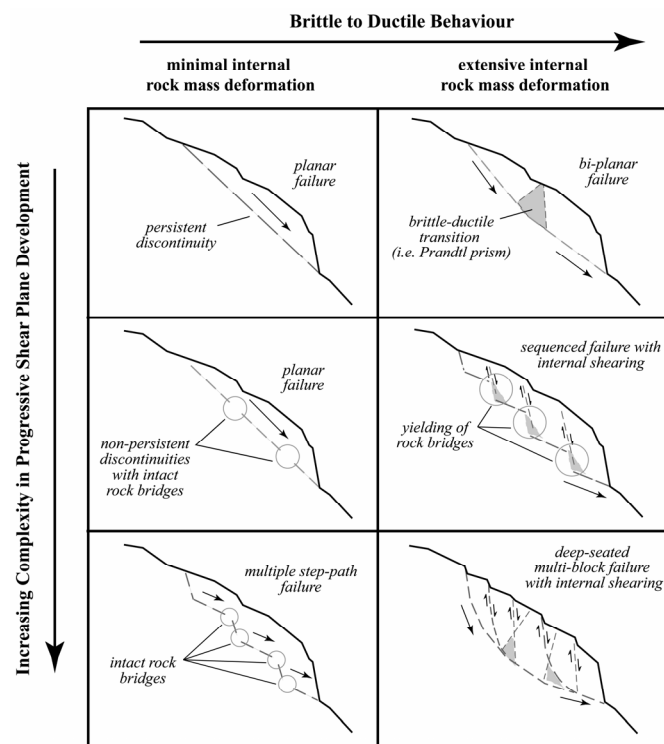 Brittle to Ductile Behaviour
minimal internal
rock mass deformation
extensive internal
rock mass deformation
Increasing Complexity in Progressive Shear Plane Development
planar
failure
persistent
discontinuity
bi-planar
failure
brittle-ductile
transition
(i.e. Prandtl prism)
planar
failure
non-persistent
discontinuities
with intact
rock bridges
sequenced failure with
internal shearing
yielding of
rock bridges
multiple step-path
failure
intact rock
bridges
deep-seated
multi-block failure
with internal shearing